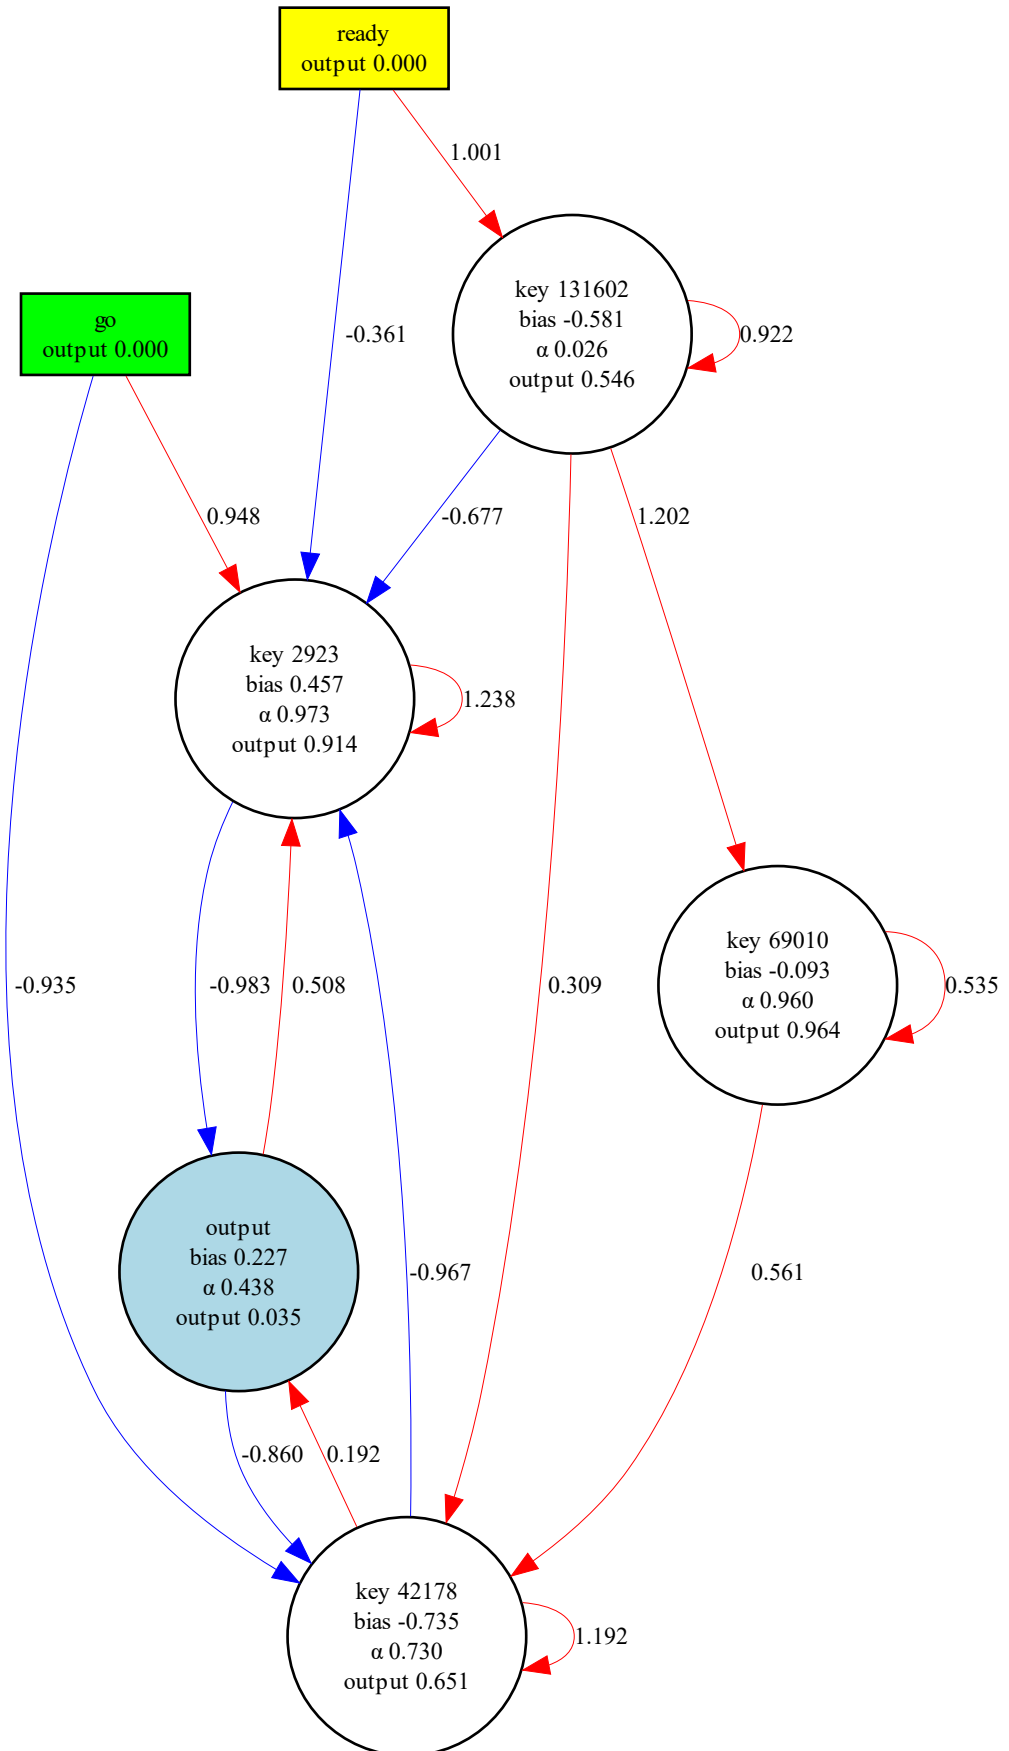 ready
output 0.000
1.001
key 131602
bias -0.581
α 0.026
output 0.546
0.922
go
output 0.000
-0.361
0.948
-0.677
1.202
key 2923
bias 0.457
α 0.973
output 0.914
1.238
key 69010
bias -0.093
α 0.960
output 0.964
0.535
-0.935
-0.983
0.508
0.309
output
bias 0.227
α 0.438
output 0.035
-0.967
0.561
-0.860
0.192
key 42178
bias -0.735
α 0.730
output 0.651
1.192